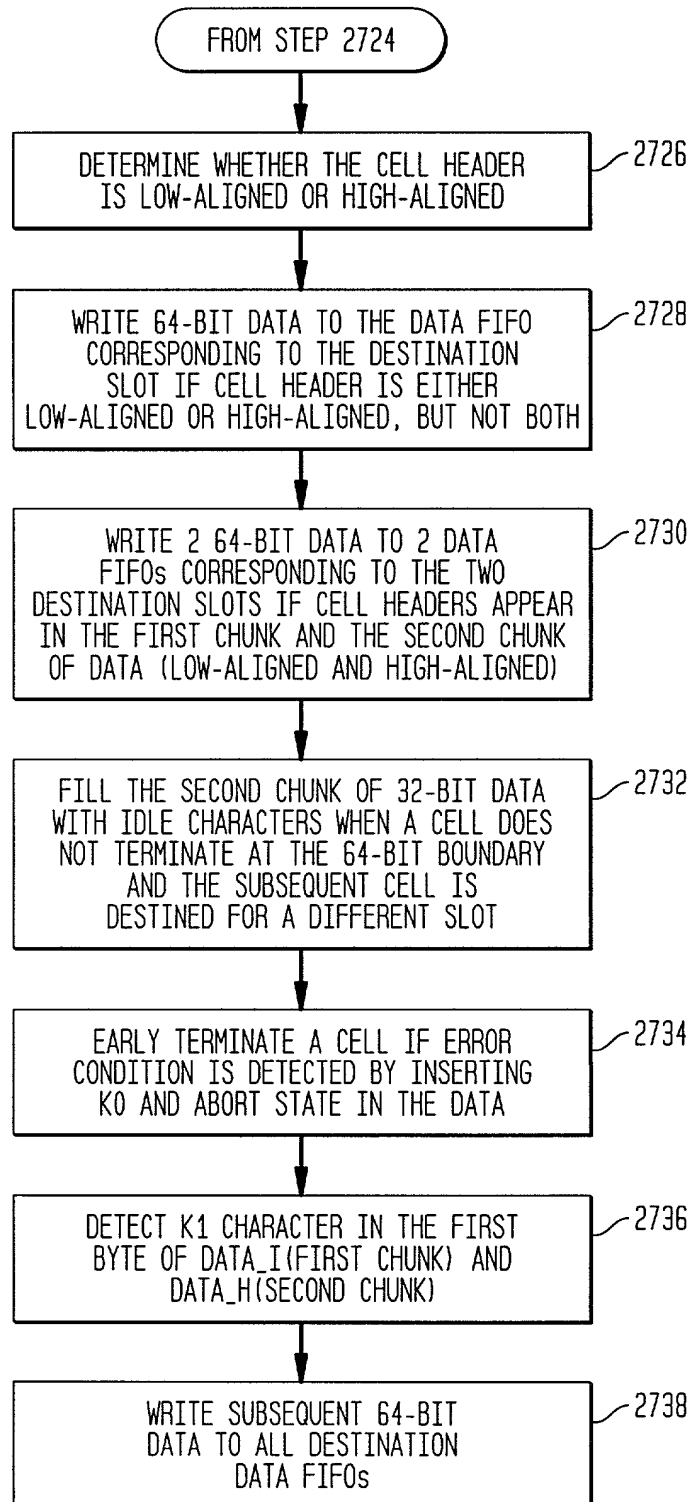 FROM STEP 2724
DETERMINE WHETHER THE CELL HEADER
IS LOW-ALIGNED OR HIGH-ALIGNED
2726
WRITE 64-BIT DATA TO THE DATA FIFO
CORRESPONDING TO THE DESTINATION
SLOT IF CELL HEADER IS EITHER
LOW-ALIGNED OR HIGH-ALIGNED, BUT NOT BOTH
2728
WRITE 2 64-BIT DATA TO 2 DATA
FIFOs CORRESPONDING TO THE TWO
DESTINATION SLOTS IF CELL HEADERS APPEAR
IN THE FIRST CHUNK AND THE SECOND CHUNK
OF DATA (LOW-ALIGNED AND HIGH-ALIGNED)
2730
FILL THE SECOND CHUNK OF 32-BIT DATA
WITH IDLE CHARACTERS WHEN A CELL DOES
NOT TERMINATE AT THE 64-BIT BOUNDARY
AND THE SUBSEQUENT CELL IS
DESTINED FOR A DIFFERENT SLOT
2732
EARLY TERMINATE A CELL IF ERROR
CONDITION IS DETECTED BY INSERTING
K0 AND ABORT STATE IN THE DATA
2734
DETECT K1 CHARACTER IN THE FIRST
BYTE OF DATA_I(FIRST CHUNK) AND
DATA_H(SECOND CHUNK)
2736
WRITE SUBSEQUENT 64-BIT
DATA TO ALL DESTINATION
DATA FIFOs
2738